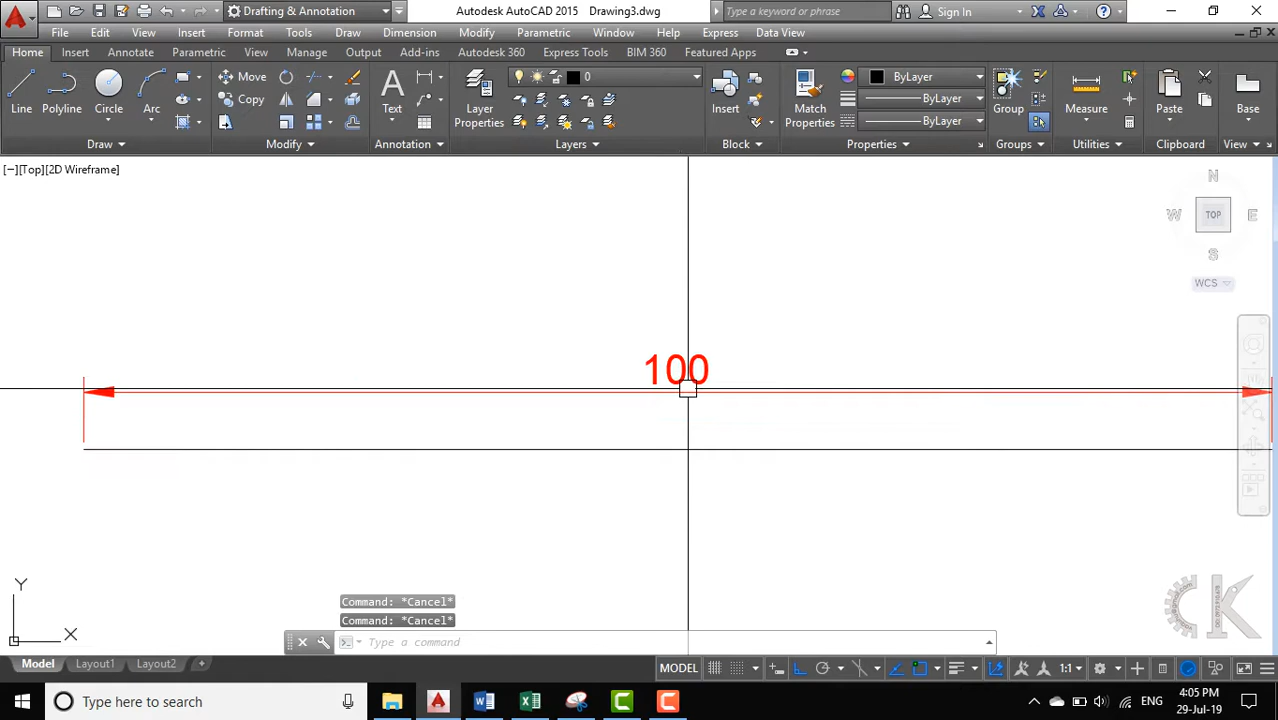 Drafting & Annotation
Autodesk AutoCAD 2015 Drawing3.dwg
Type a keyword or phrase
Sign In
File Edit View Insert Format Tools Draw Dimension Modify Parametric Window Help Express Data View
Home Insert Annotation Parametric View Manage Output Add-ins Autodesk 360 Express Tools BIM 360 Featured Apps
Line Polyline Circle Arc
Move
Copy
Text
Layer
Properties
0
Insert
Match
Properties
ByLayer
ByLayer
ByLayer
Group
Measure
Paste
Base
Draw Modify Annotation Layers Block Properties Groups Utilities Clipboard View
[−][Top][2D Wireframe]
N
W TOP E
S
WCS
100
Y
X
Command: *Cancel*
Command: *Cancel*
Type a command
Model Layout1 Layout2 +
MODEL
1:1
Type here to search
4:05 PM
29-Jul-19